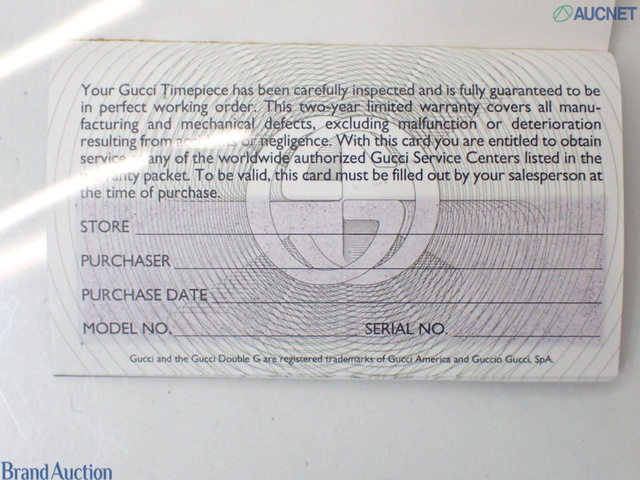 AUCNET
Your Gucci Timepiece has been carefully inspected and is fully guaranteed to be
in perfect working order. This two-year limited warranty covers all manu-
facturing and mechanical defects, excluding malfunction or deterioration
resulting from or negligence. With this card you are entitled to obtain
service any of the worldwide authorized Gucci Service Centers listed in the
packet. To be valid, this card must be filled out by your salesperson at
the time of purchase.
STORE
PURCHASER
PURCHASE DATE
MODEL NO. SERIAL NO.
Gucci and the Gucci Double G are registered trademarks of Gucci America and Guccio Gucci, SpA.
Brand Auction